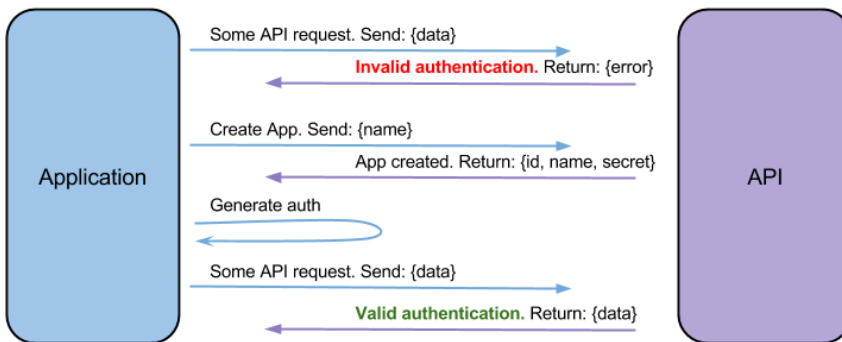 Some API request. Send: {data}
Invalid authentication. Return: {error}
Create App. Send: {name}
App created. Return: {id, name, secret}
Application
API
Generate auth
Some API request. Send: {data}
Valid authentication. Return: {data}